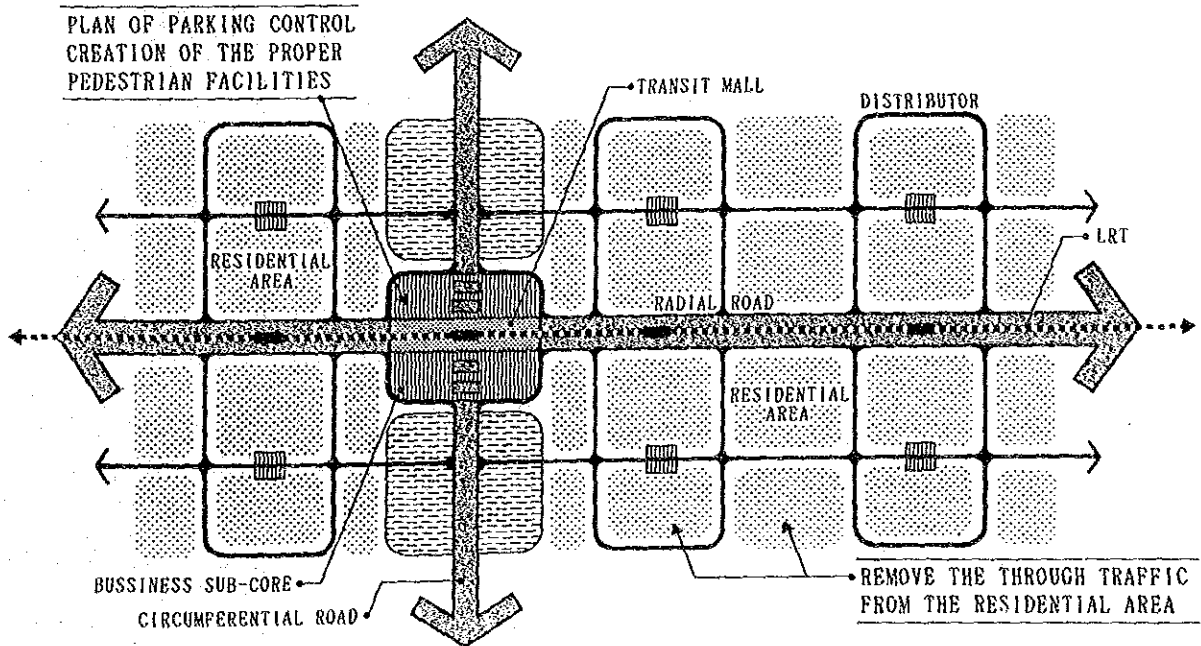 PLAN OF PARKING CONTROL
CREATION OF THE PROPER
PEDESTRIAN FACILITIES
TRANSIT MALL
DISTRIBUTOR
LRT
RESIDENTIAL
AREA
RADIAL ROAD
RESIDENTIAL
AREA
BUSSINESS SUB-CORE
CIRCUMFERENTIAL ROAD
REMOVE THE THROUGH TRAFFIC
FROM THE RESIDENTIAL AREA